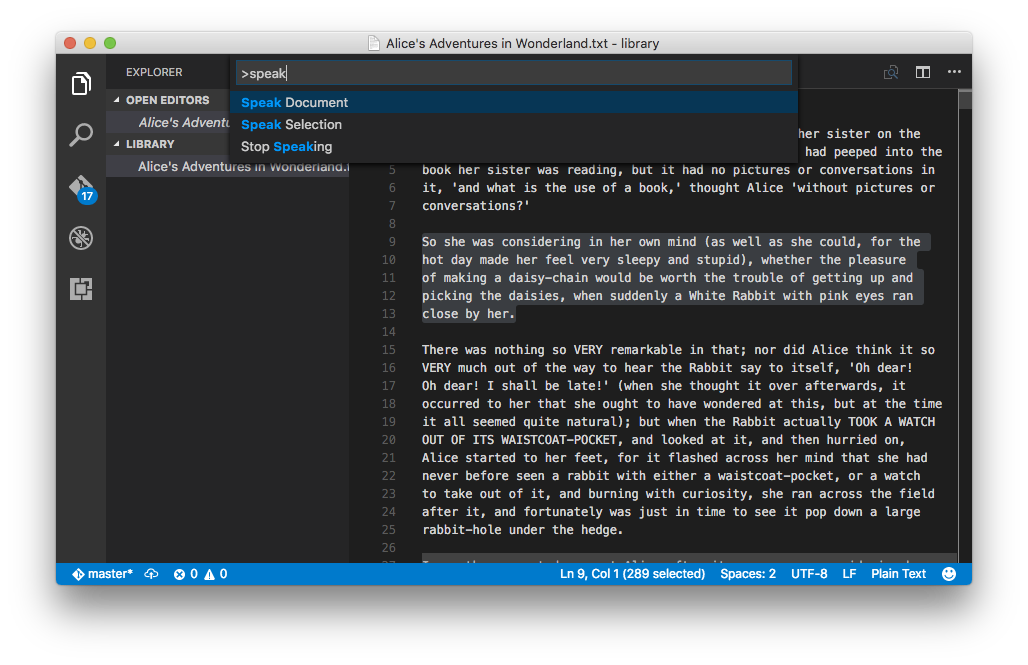 Alice's Adventures in Wonderland.txt - library
EXPLORER
>speak
Speak Document
Speak Selection
Stop Speaking
OPEN EDITORS
Alice's
LIBRARY
Alice's Adventures in Wonderland.
17
her sister on the
had peeped into the
5 book her sister was reading, but it had no pictures or conversations in
6 it, 'and what is the use of a book,' thought Alice 'without pictures or
7 conversations?'
8
9 So she was considering in her own mind (as well as she could, for the
10 hot day made her feel very sleepy and stupid), whether the pleasure
11 of making a daisy-chain would be worth the trouble of getting up and
12 picking the daisies, when suddenly a White Rabbit with pink eyes ran
13 close by her.
14
15 There was nothing so VERY remarkable in that; nor did Alice think it so
16 VERY much out of the way to hear the Rabbit say to itself, 'Oh dear!
17 Oh dear! I shall be late!' (when she thought it over afterwards, it
18 occurred to her that she ought to have wondered at this, but at the time
19 it all seemed quite natural); but when the Rabbit actually TOOK A WATCH
20 OUT OF ITS WAISTCOAT-POCKET, and looked at it, and then hurried on,
21 Alice started to her feet, for it flashed across her mind that she had
22 never before seen a rabbit with either a waistcoat-pocket, or a watch
23 to take out of it, and burning with curiosity, she ran across the field
24 after it, and fortunately was just in time to see it pop down a large
25 rabbit-hole under the hedge.
26
master* 0 0 Ln 9, Col 1 (289 selected) Spaces: 2 UTF-8 LF Plain Text